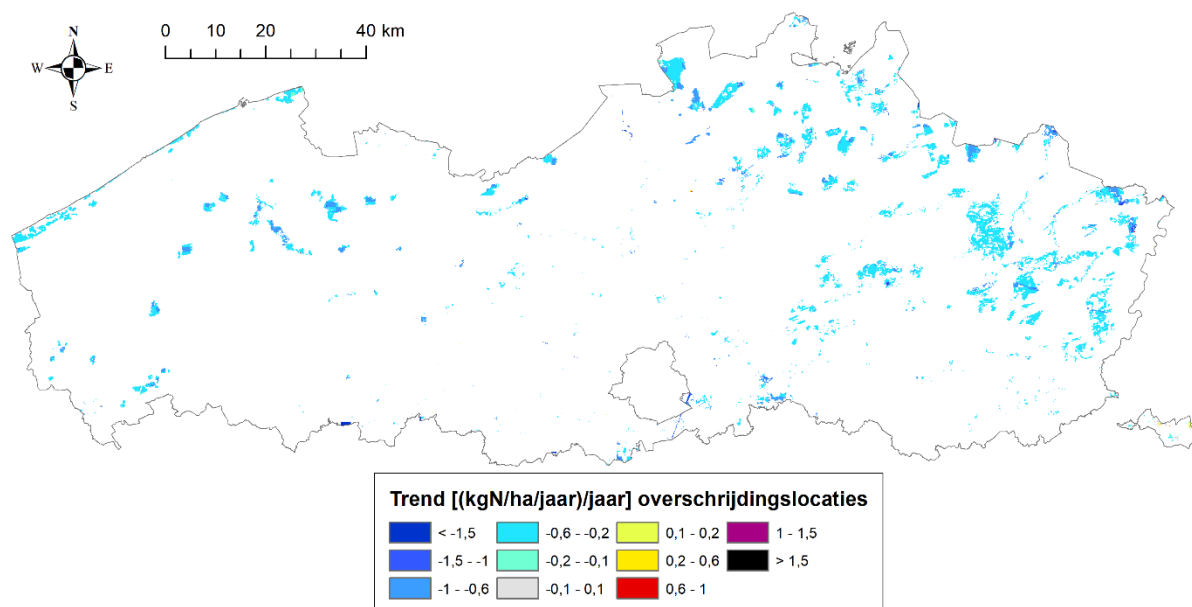 N
W E
S
0 10 20 40 km
Trend [(kgN/ha/jaar)/jaar] overschrijdingslocaties
< -1,5 -0,6 - -0,2 0,1 - 0,2 1 - 1,5
-1,5 - -1 -0,2 - -0,1 0,2 - 0,6 > 1,5
-1 - -0,6 -0,1 - 0,1 0,6 - 1